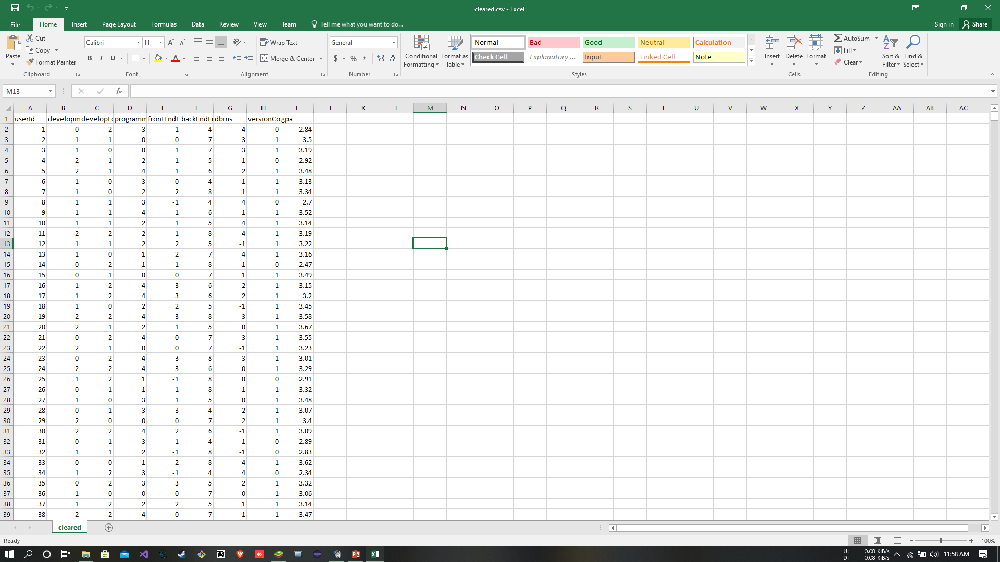 cleared.csv - Excel
File Home Insert Page Layout Formulas Data Review View Team Tell me what you want to do... Sign in Share
Paste Cut Copy Format Painter Clipboard
Calibri 11 B I U Font
Wrap Text Merge & Center Alignment
General $ % , Number
Conditional Formatting Format as Table
Normal Bad Good Neutral Calculation
Check Cell Explanatory ... Input Linked Cell Note
Styles
Insert Delete Format Cells
AutoSum Fill Clear Sort & Filter Find & Select Editing
M13 fx
A B C D E F G H I J K L M N O P Q R S T U V W X Y Z AA AB AC
1 userId developm developFo programm frontEndF backEndFr dbms versionCo gpa
2 1 0 2 3 -1 4 4 0 2.84
3 2 1 1 0 0 7 3 1 3.5
4 3 1 0 0 1 7 3 1 3.19
5 4 2 1 2 -1 5 -1 0 2.92
6 5 2 1 4 1 6 2 1 3.48
7 6 1 0 3 0 4 -1 1 3.13
8 7 1 0 2 2 8 1 1 3.34
9 8 1 1 3 -1 4 4 0 2.7
10 9 1 1 4 1 6 -1 1 3.52
11 10 1 1 2 1 5 4 1 3.14
12 11 2 2 2 1 8 4 1 3.19
13 12 1 1 2 2 5 -1 1 3.22
14 13 1 0 1 2 7 4 1 3.16
15 14 0 2 1 -1 8 1 0 2.47
16 15 0 1 0 0 7 1 1 3.49
17 16 1 2 4 3 6 2 1 3.15
18 17 1 2 4 3 6 2 1 3.2
19 18 1 0 2 2 5 -1 1 3.45
20 19 2 2 4 3 8 3 1 3.58
21 20 2 1 2 1 5 0 1 3.67
22 21 0 2 4 0 7 3 1 3.55
23 22 2 1 0 0 7 -1 1 3.23
24 23 0 2 4 3 8 3 1 3.01
25 24 2 2 4 3 6 0 1 3.29
26 25 1 2 1 -1 8 0 0 2.91
27 26 0 1 1 1 8 1 1 3.32
28 27 1 0 3 1 5 0 1 3.48
29 28 0 1 3 3 4 2 1 3.07
30 29 2 0 0 0 7 2 1 3.4
31 30 2 2 4 2 6 -1 1 3.09
32 31 0 1 3 -1 4 -1 0 2.89
33 32 1 1 2 -1 8 -1 0 2.83
34 33 0 0 1 2 8 4 1 3.62
35 34 1 2 3 -1 4 4 0 2.34
36 35 0 2 3 3 5 2 1 3.32
37 36 1 0 0 0 7 0 1 3.06
38 37 1 2 2 2 5 1 1 3.14
39 38 2 2 4 0 7 -1 1 3.47
cleared
Ready 100%
U: 0.08 KiB/s
D: 0.08 KiB/s
11:58 AM